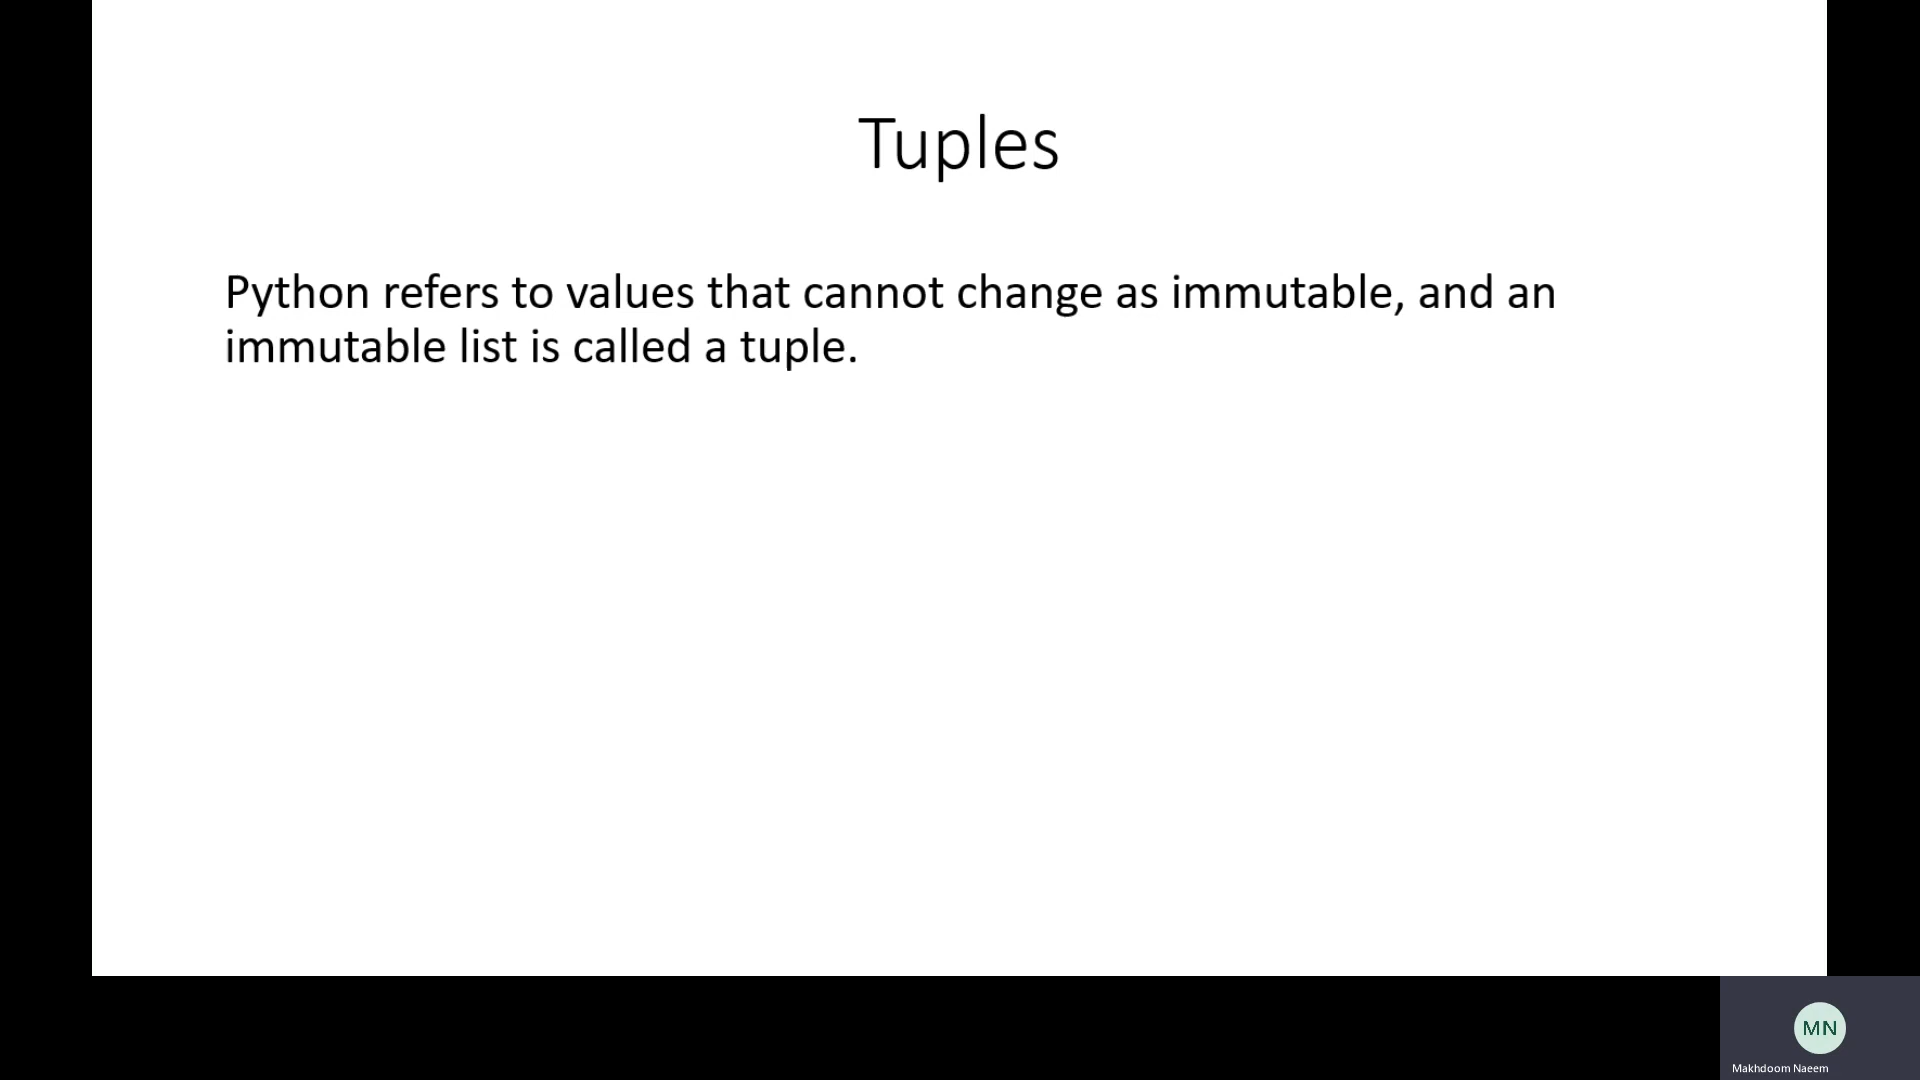 Tuples
Python refers to values that cannot change as immutable, and an
immutable list is called a tuple.
MN
Makhdoom Naeem